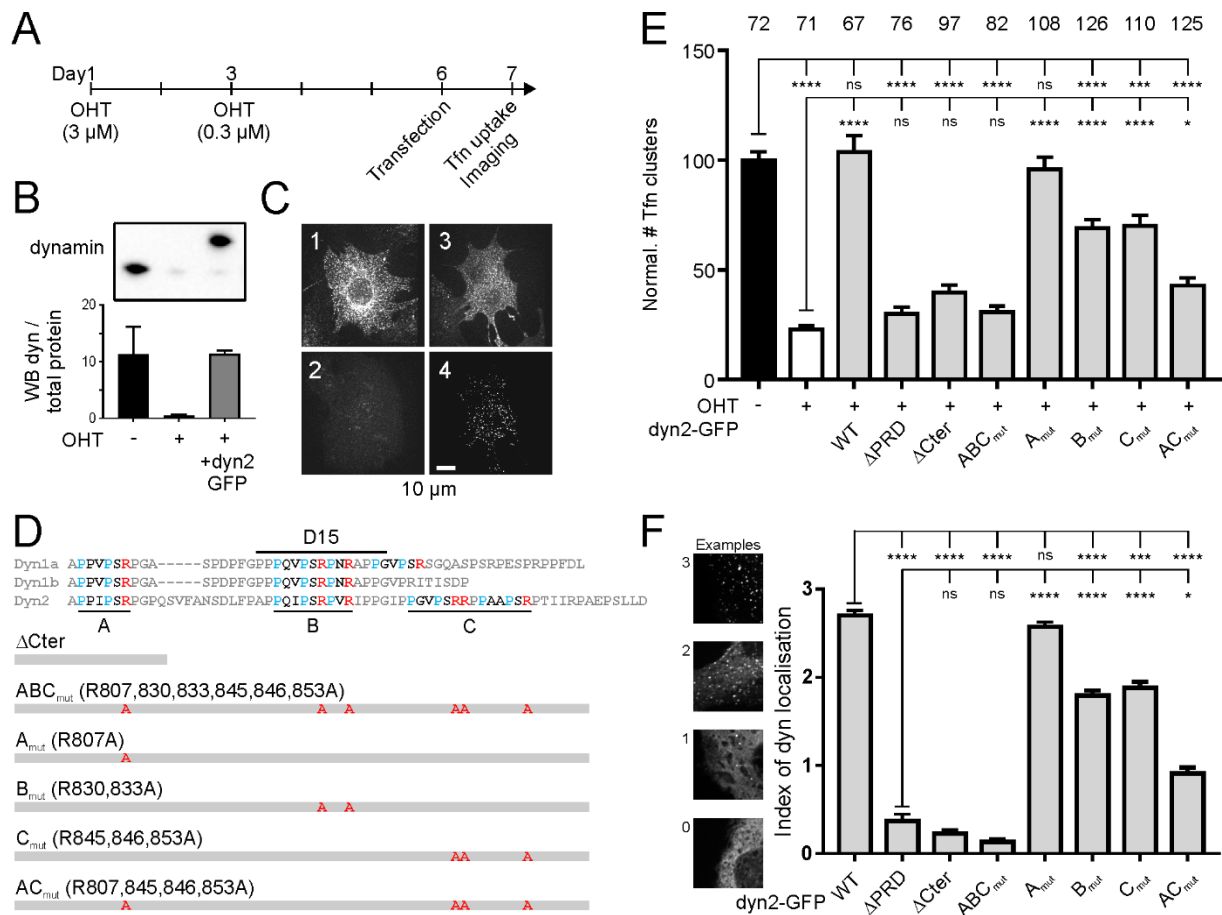 A
Day1 3 6 7
OHT OHT
(3 µM) (0.3 µM)
Transfection
Tfn uptake
Imaging
B
dynamin
WB dyn /
total protein
20
10
0
OHT - + +
+dyn2
GFP
C
1 3
2 4
10 µm
D
D15
Dyn1a APPVPSRPGA-----SPDPFGPPPQVPSRPNRAPPGVPSRSGQASPSRPESPRPPFDL
Dyn1b APPVPSRPGA-----SPDPFGPPPQVPSRPNRAPPGVPRITISDP
Dyn2 APPIPSRPGPQSVFANSDLFPAPPQIPSRPVRIPPGIPPGVPSRRPPAAPSRPTIIRPAEPSLLD
A B C
ΔCter
ABCmut (R807,830,833,845,846,853A)
A A A AA A
Amut (R807A)
A
Bmut (R830,833A)
A A
Cmut (R845,846,853A)
AA A
ACmut (R807,845,846,853A)
A AA A
E
72 71 67 76 97 82 108 126 110 125
Normal. # Tfn clusters
150
100
50
0
**** ns **** **** **** ns **** *** ****
**** ns ns ns **** **** **** *
OHT - + + + + + + + + +
dyn2-GFP WT ΔPRD ΔCter ABCmut Amut Bmut Cmut ACmut
F
Examples
3
2
1
0
Index of dyn localisation
3
2
1
0
**** **** **** ns **** *** ****
ns ns **** **** **** *
dyn2-GFP WT ΔPRD ΔCter ABCmut Amut Bmut Cmut ACmut